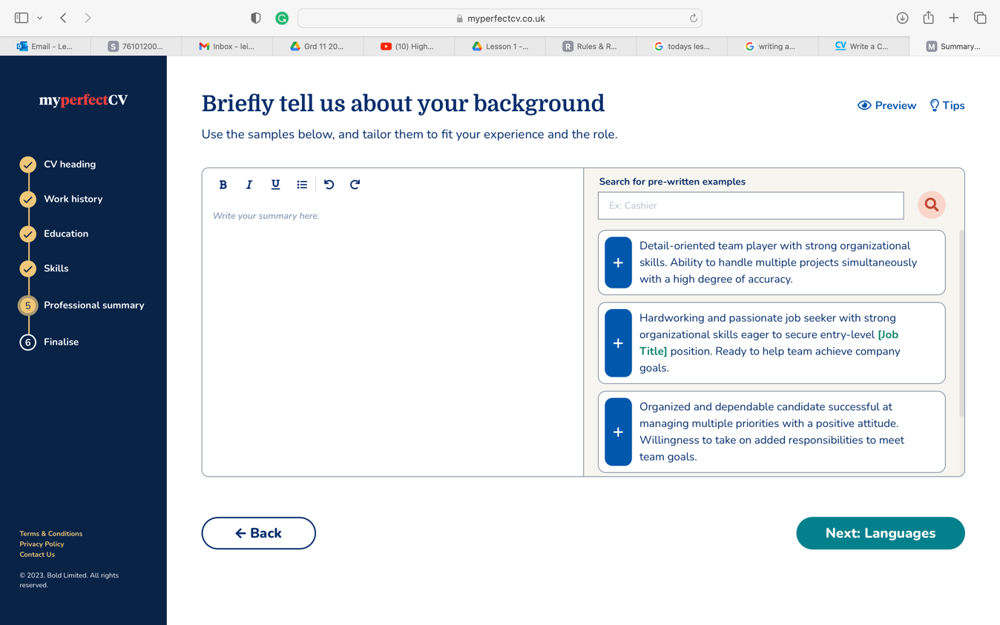 myperfectcv.co.uk
Email - Le...
S 76101200...
Inbox - lei...
Grd 11 20...
(10) High...
Lesson 1 -...
R Rules & R...
todays les...
writing a...
CV Write a C...
M Summary...
myperfectCV
CV heading
Work history
Education
Skills
5 Professional summary
6 Finalise
Terms & Conditions
Privacy Policy
Contact Us
© 2023, Bold Limited. All rights
reserved.
Briefly tell us about your background
Preview
Tips
Use the samples below, and tailor them to fit your experience and the role.
B I U
Write your summary here.
Search for pre-written examples
Ex: Cashier
+
Detail-oriented team player with strong organizational
skills. Ability to handle multiple projects simultaneously
with a high degree of accuracy.
+
Hardworking and passionate job seeker with strong
organizational skills eager to secure entry-level [Job
Title] position. Ready to help team achieve company
goals.
+
Organized and dependable candidate successful at
managing multiple priorities with a positive attitude.
Willingness to take on added responsibilities to meet
team goals.
← Back
Next: Languages